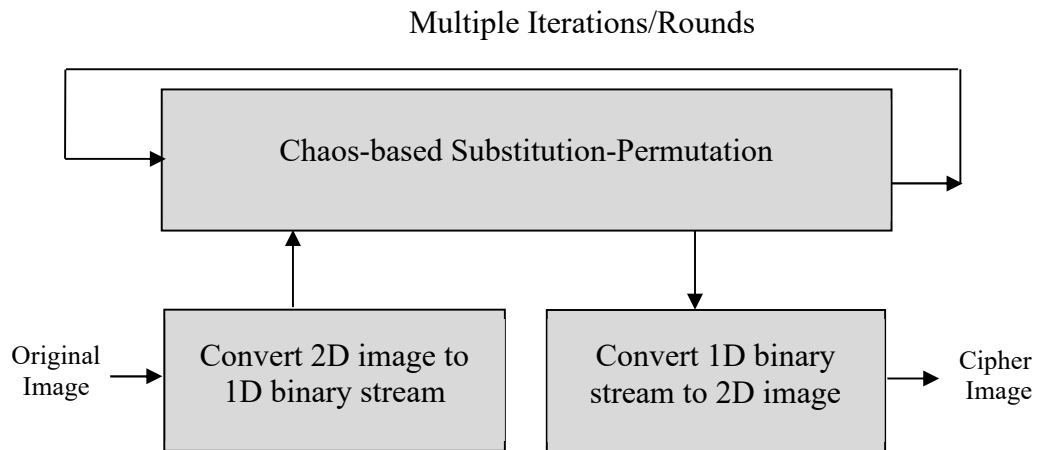 Multiple Iterations/Rounds
Chaos-based Substitution-Permutation
Original
Image
Convert 2D image to
1D binary stream
Convert 1D binary
stream to 2D image
Cipher
Image